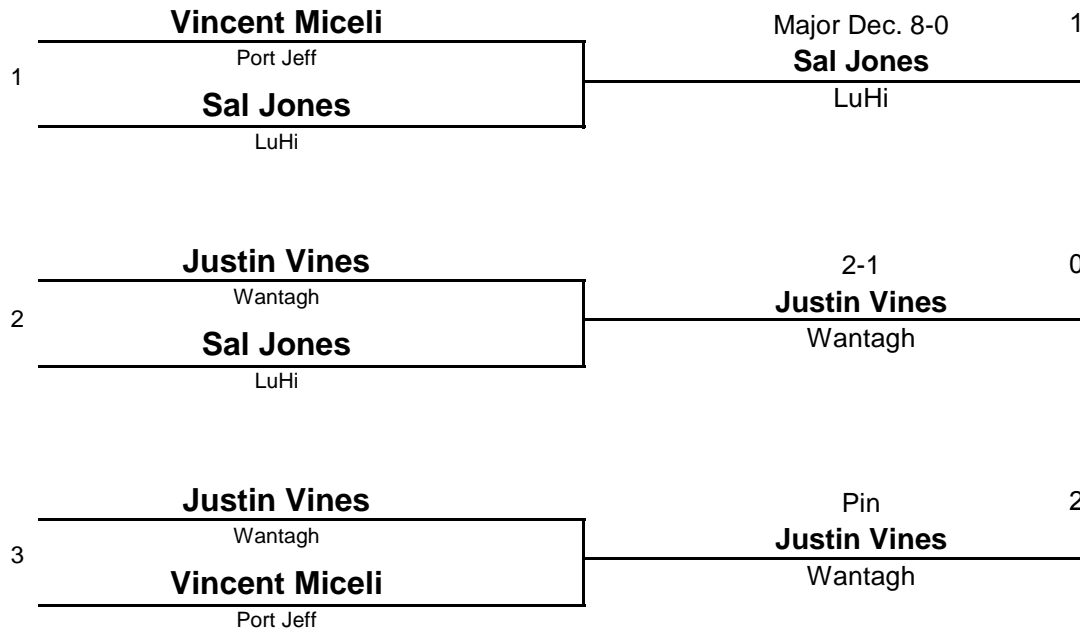 Vincent Miceli
Port Jeff
1
Sal Jones
LuHi
Major Dec. 8-0 1
Sal Jones
LuHi
Justin Vines
Wantagh
2
Sal Jones
LuHi
2-1 0
Justin Vines
Wantagh
Justin Vines
Wantagh
3
Vincent Miceli
Port Jeff
Pin 2
Justin Vines
Wantagh